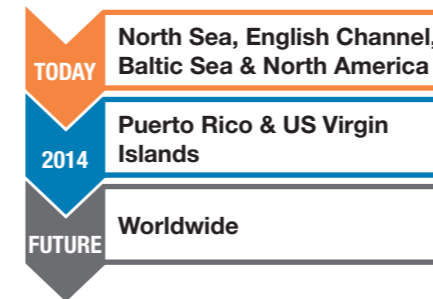 TODAY
North Sea, English Channel,
Baltic Sea & North America
2014
Puerto Rico & US Virgin
Islands
FUTURE
Worldwide